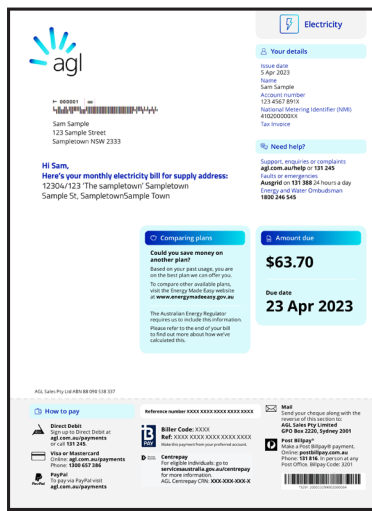 agl
Electricity
Your details
Issue date
5 Apr 2023
Name
Sam Sample
Account number
123 4567 891X
National Metering Identifier (NMI)
410200000XX
Tax Invoice
000001
Sam Sample
123 Sample Street
Sampletown NSW 2333
Need help?
Support, enquiries or complaints
agl.com.au/help or 131 245
Faults or emergencies
Ausgrid on 131 388 24 hours a day
Energy and Water Ombudsman
1800 246 545
Hi Sam,
Here's your monthly electricity bill for supply address:
12304/123 'The sampletown' Sampletown
Sample St, SampletownSample Town
Comparing plans
Could you save money on
another plan?
Based on your past usage, you are
on the best plan we can offer you.
To compare other available plans,
visit the Energy Made Easy website
at www.energymadeeasy.gov.au
The Australian Energy Regulator
requires us to include this information.
Please refer to the end of your bill
to find out more about how we've
calculated this.
Amount due
$63.70
Due date
23 Apr 2023
AGL Sales Pty Ltd ABN 88 090 538 337
How to pay
Direct Debit
Sign up to Direct Debit at
agl.com.au/payments
or call 131 245.
Visa or Mastercard
Online: agl.com.au/payments
Phone: 1300 657 386
PayPal
PayPal
To pay via PayPal visit
agl.com.au/payments
Reference number XXXX XXXX XXXX XXXX XXXX
B
PAY
Biller Code: XXXX
Ref: XXXX XXXX XXXX XXXX XXXX
Make this payment from your preferred account.
Centrepay
For eligible individuals: go to
servicesaustralia.gov.au/centrepay
for more information.
AGL Centrepay CRN: XXX-XXX-XXX-X
Mail
Send your cheque along with the
reverse of this section to:
AGL Sales Pty Limited
GPO Box 2220, Sydney 2001
Post Billpay®
Make a Post Billpay® payment.
Online: postbillpay.com.au
Phone: 131 816. In person at any
Post Office. Billpay Code: 3201